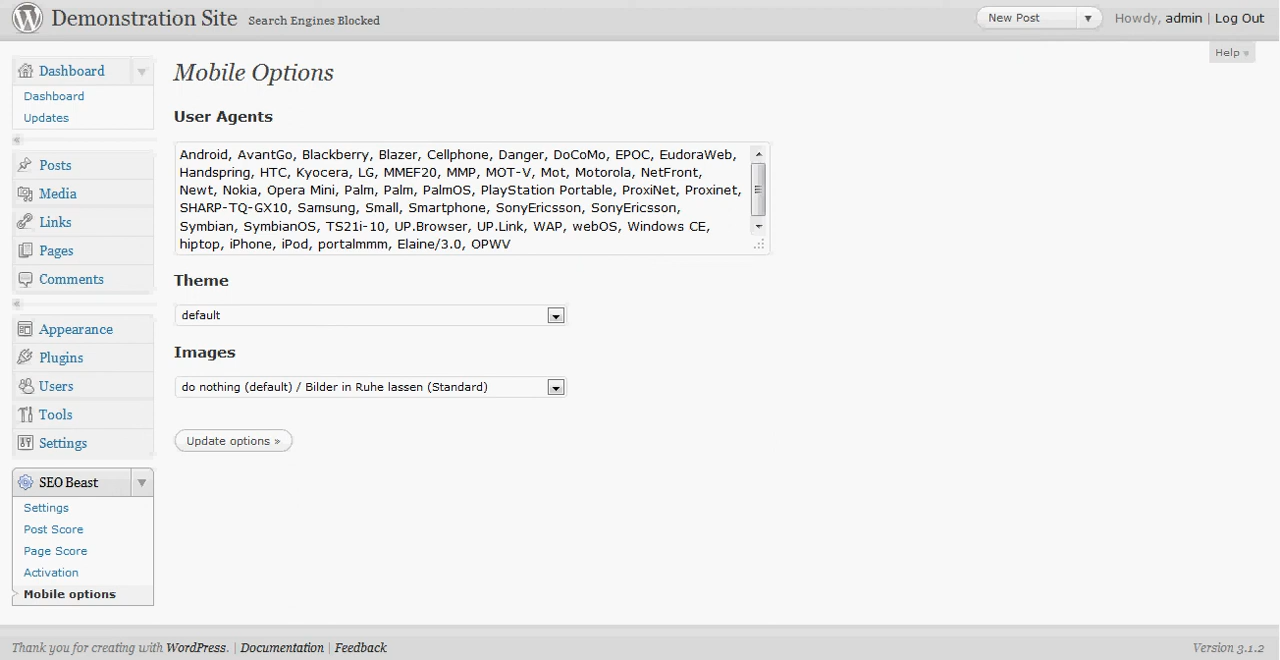 Demonstration Site Search Engines Blocked
New Post
Howdy, admin | Log Out
Help
Dashboard
Dashboard
Updates
Posts
Media
Links
Pages
Comments
Appearance
Plugins
Users
Tools
Settings
SEO Beast
Settings
Post Score
Page Score
Activation
Mobile options
Mobile Options
User Agents
Android, AvantGo, Blackberry, Blazer, Cellphone, Danger, DoCoMo, EPOC, EudoraWeb,
Handspring, HTC, Kyocera, LG, MMEF20, MMP, MOT-V, Mot, Motorola, NetFront,
Newt, Nokia, Opera Mini, Palm, Palm, PalmOS, PlayStation Portable, ProxiNet, Proxinet,
SHARP-TQ-GX10, Samsung, Small, Smartphone, SonyEricsson, SonyEricsson,
Symbian, SymbianOS, TS21i-10, UP.Browser, UP.Link, WAP, webOS, Windows CE,
hiptop, iPhone, iPod, portalmmm, Elaine/3.0, OPWV
Theme
default
Images
do nothing (default) / Bilder in Ruhe lassen (Standard)
Update options »
Thank you for creating with WordPress. | Documentation | Feedback
Version 3.1.2